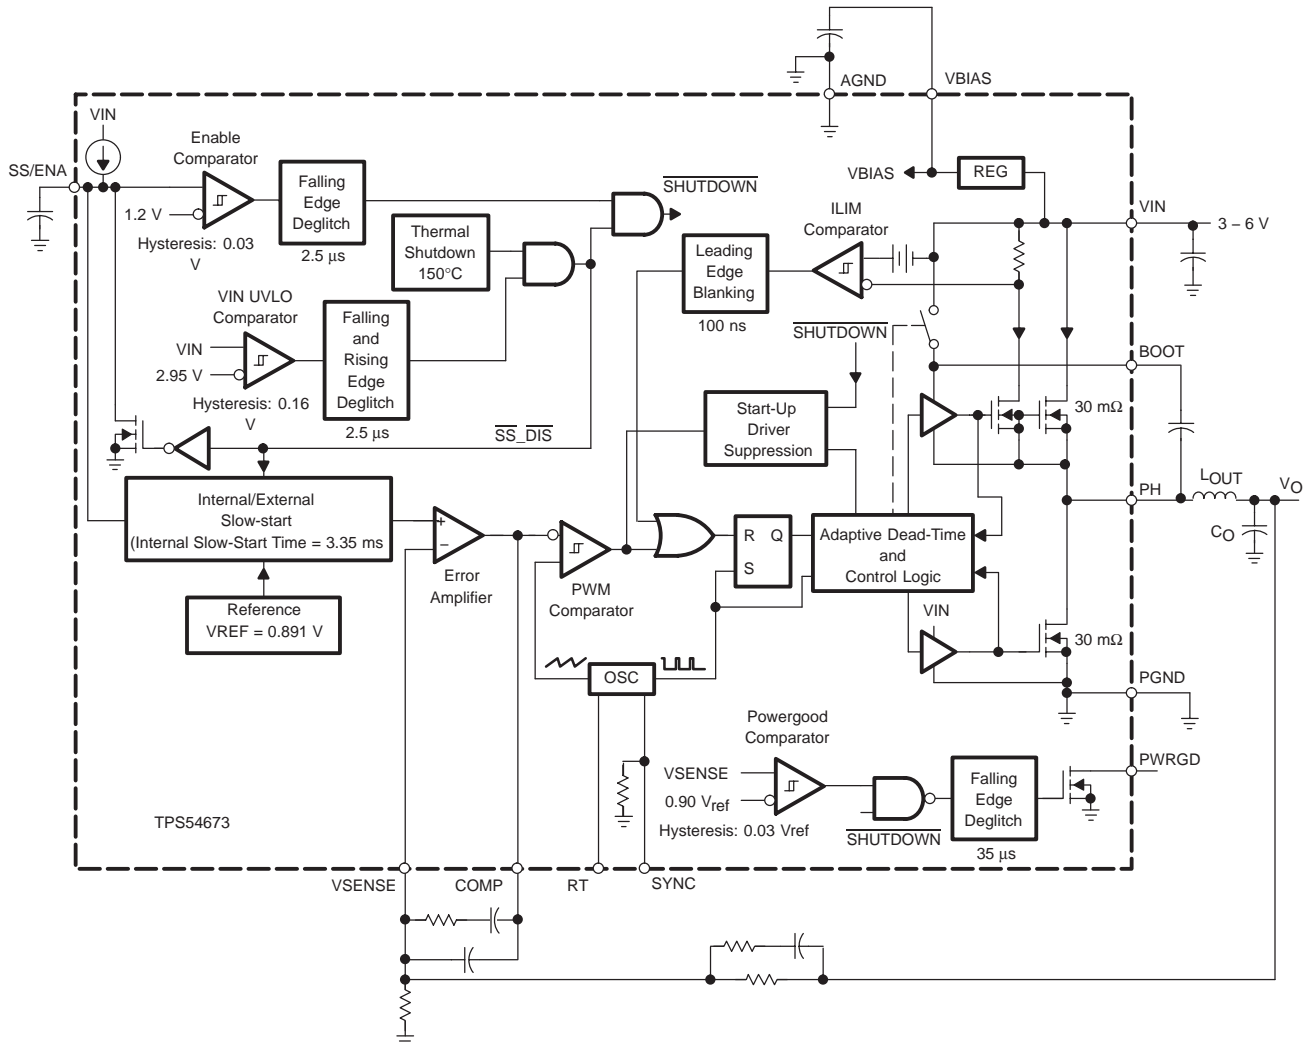 AGND
VBIAS
VIN
Enable
Comparator
SS/ENA
1.2 V
Hysteresis: 0.03
V
Falling
Edge
Deglitch
2.5 μs
SHUTDOWN
Thermal
Shutdown
150°C
VBIAS
REG
ILIM
Comparator
VIN
3 – 6 V
Leading
Edge
Blanking
100 ns
VIN UVLO
Comparator
VIN
2.95 V
Hysteresis: 0.16
V
Falling
and
Rising
Edge
Deglitch
2.5 μs
SHUTDOWN
BOOT
Start-Up
Driver
Suppression
30 mΩ
SS_DIS
Internal/External
Slow-start
(Internal Slow-Start Time = 3.35 ms
PH
LOUT
VO
CO
+
−
Error
Amplifier
PWM
Comparator
R Q
S
Adaptive Dead-Time
and
Control Logic
Reference
VREF = 0.891 V
VIN
30 mΩ
OSC
PGND
Powergood
Comparator
VSENSE
0.90 Vref
Hysteresis: 0.03 Vref
SHUTDOWN
Falling
Edge
Deglitch
35 μs
PWRGD
TPS54673
VSENSE
COMP
RT
SYNC